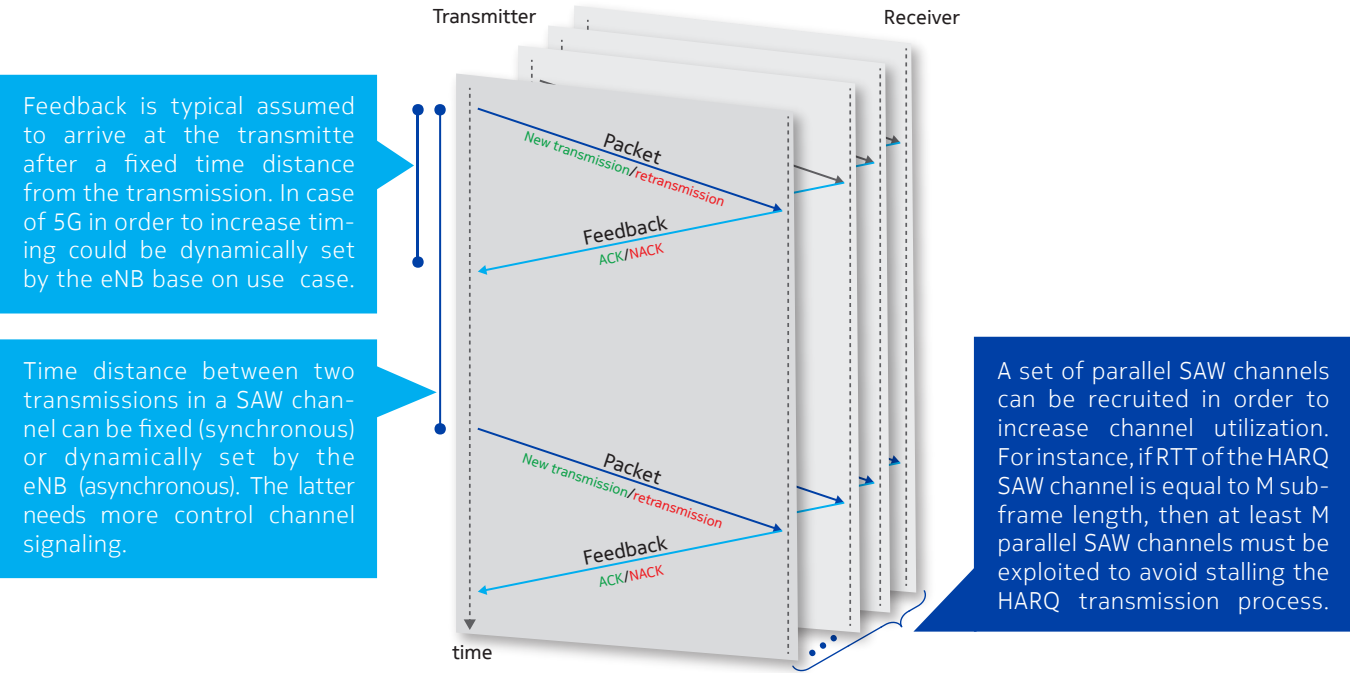 Transmitter
Receiver
Feedback is typical assumed
to arrive at the transmitte
after a fixed time distance
from the transmission. In case
of 5G in order to increase tim-
ing could be dynamically set
by the eNB base on use case.
Packet
New transmission/retransmission
Feedback
ACK/NACK
Time distance between two
transmissions in a SAW chan-
nel can be fixed (synchronous)
or dynamically set by the
eNB (asynchronous). The latter
needs more control channel
signaling.
Packet
New transmission/retransmission
Feedback
ACK/NACK
time
A set of parallel SAW channels
can be recruited in order to
increase channel utilization.
For instance, if RTT of the HARQ
SAW channel is equal to M sub-
frame length, then at least M
parallel SAW channels must be
exploited to avoid stalling the
HARQ transmission process.